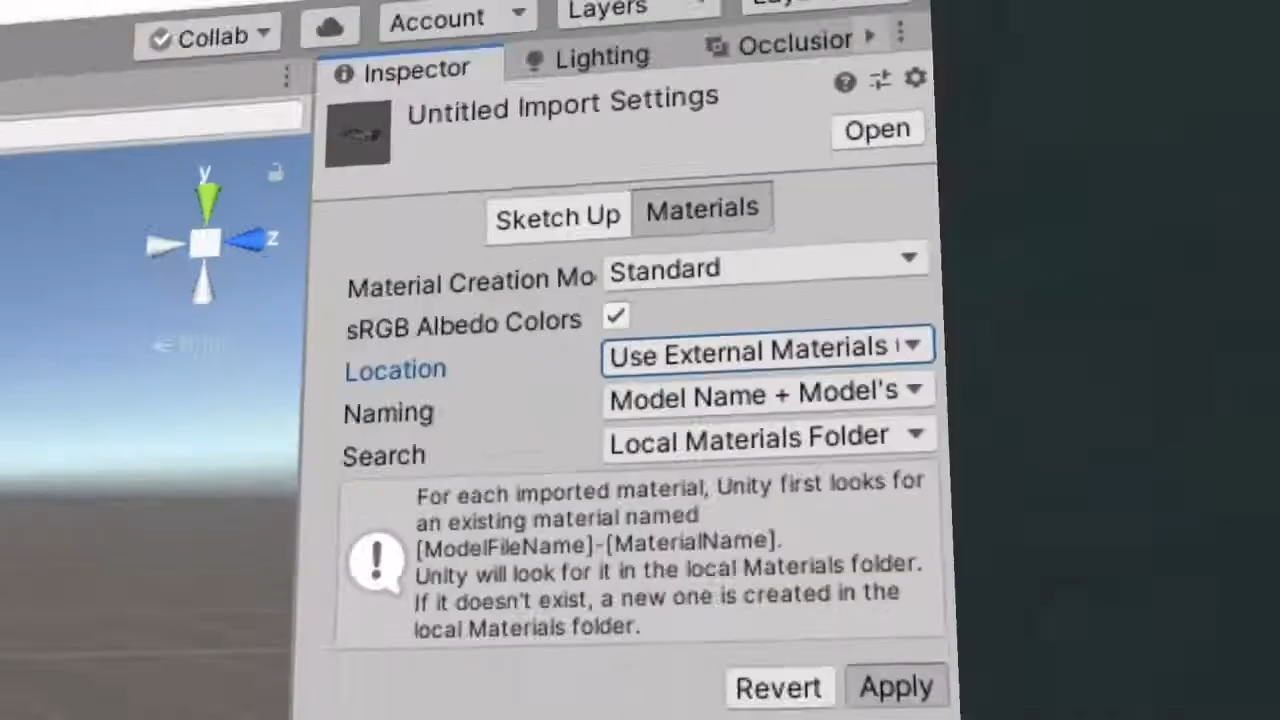 Collab
Account
Layers
Inspector
Lighting
Occlusior
Untitled Import Settings
Open
y
z
Sketch Up
Materials
Material Creation Mo
Standard
sRGB Albedo Colors
Location
Use External Materials
Naming
Model Name + Model's
Search
Local Materials Folder
For each imported material, Unity first looks for
an existing material named
[ModelFileName]-[MaterialName].
Unity will look for it in the local Materials folder.
If it doesn't exist, a new one is created in the
local Materials folder.
Revert
Apply